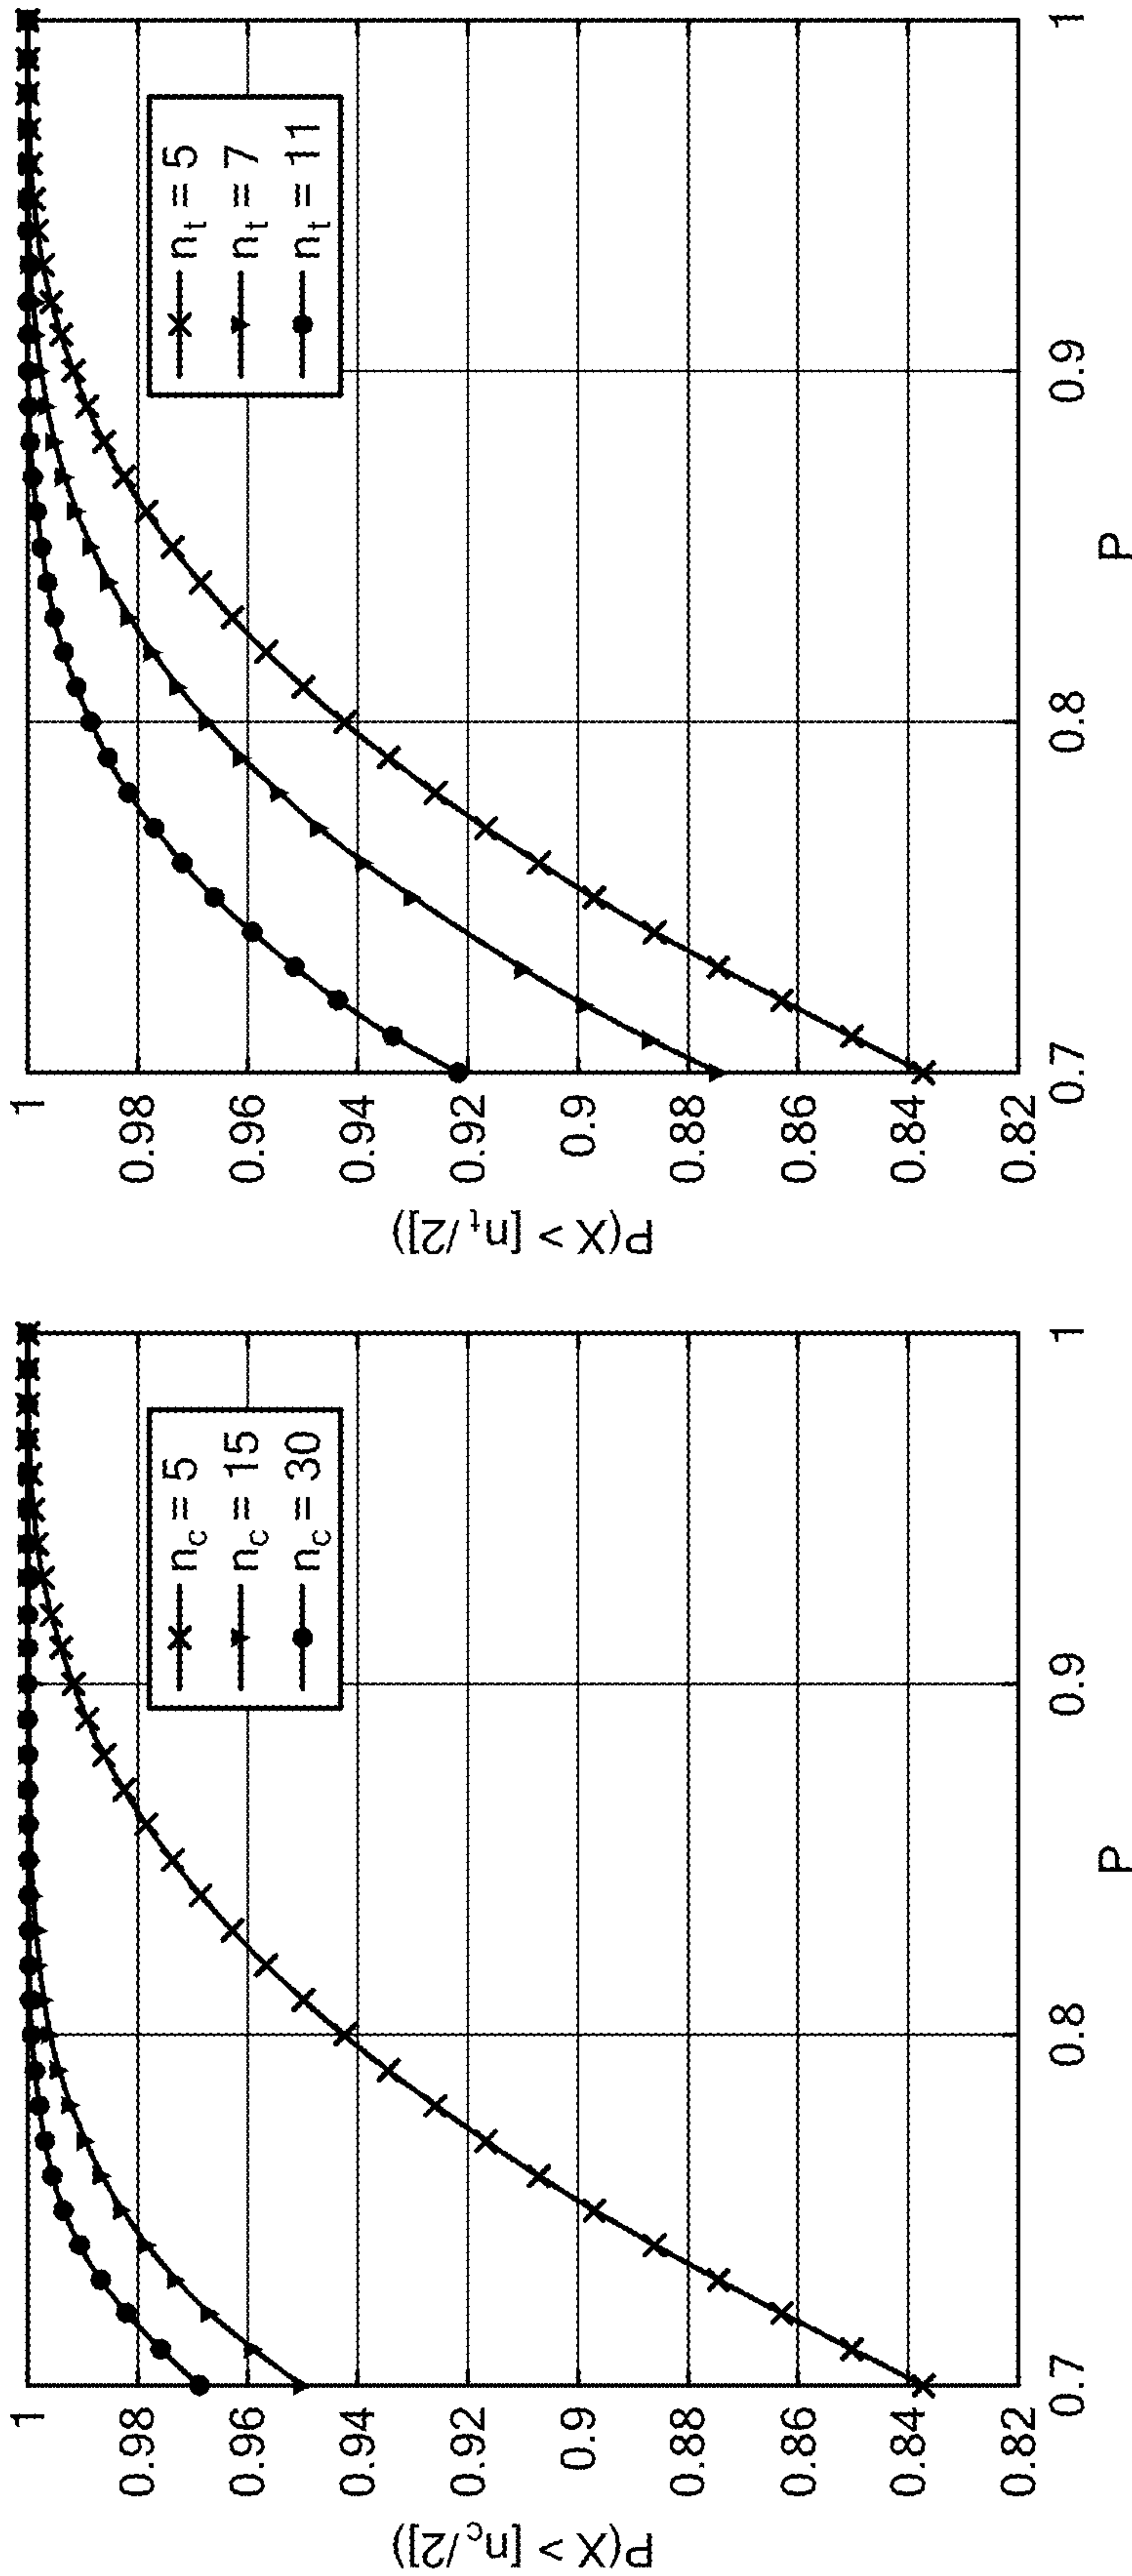 P(X > [n_c/2])
1
0.98
0.96
0.94
0.92
0.9
0.88
0.86
0.84
0.82
0.7
0.8
0.9
1
P
n_c = 5
n_c = 15
n_c = 30
P(X > [n_t/2])
1
0.98
0.96
0.94
0.92
0.9
0.88
0.86
0.84
0.82
0.7
0.8
0.9
1
P
n_t = 5
n_t = 7
n_t = 11